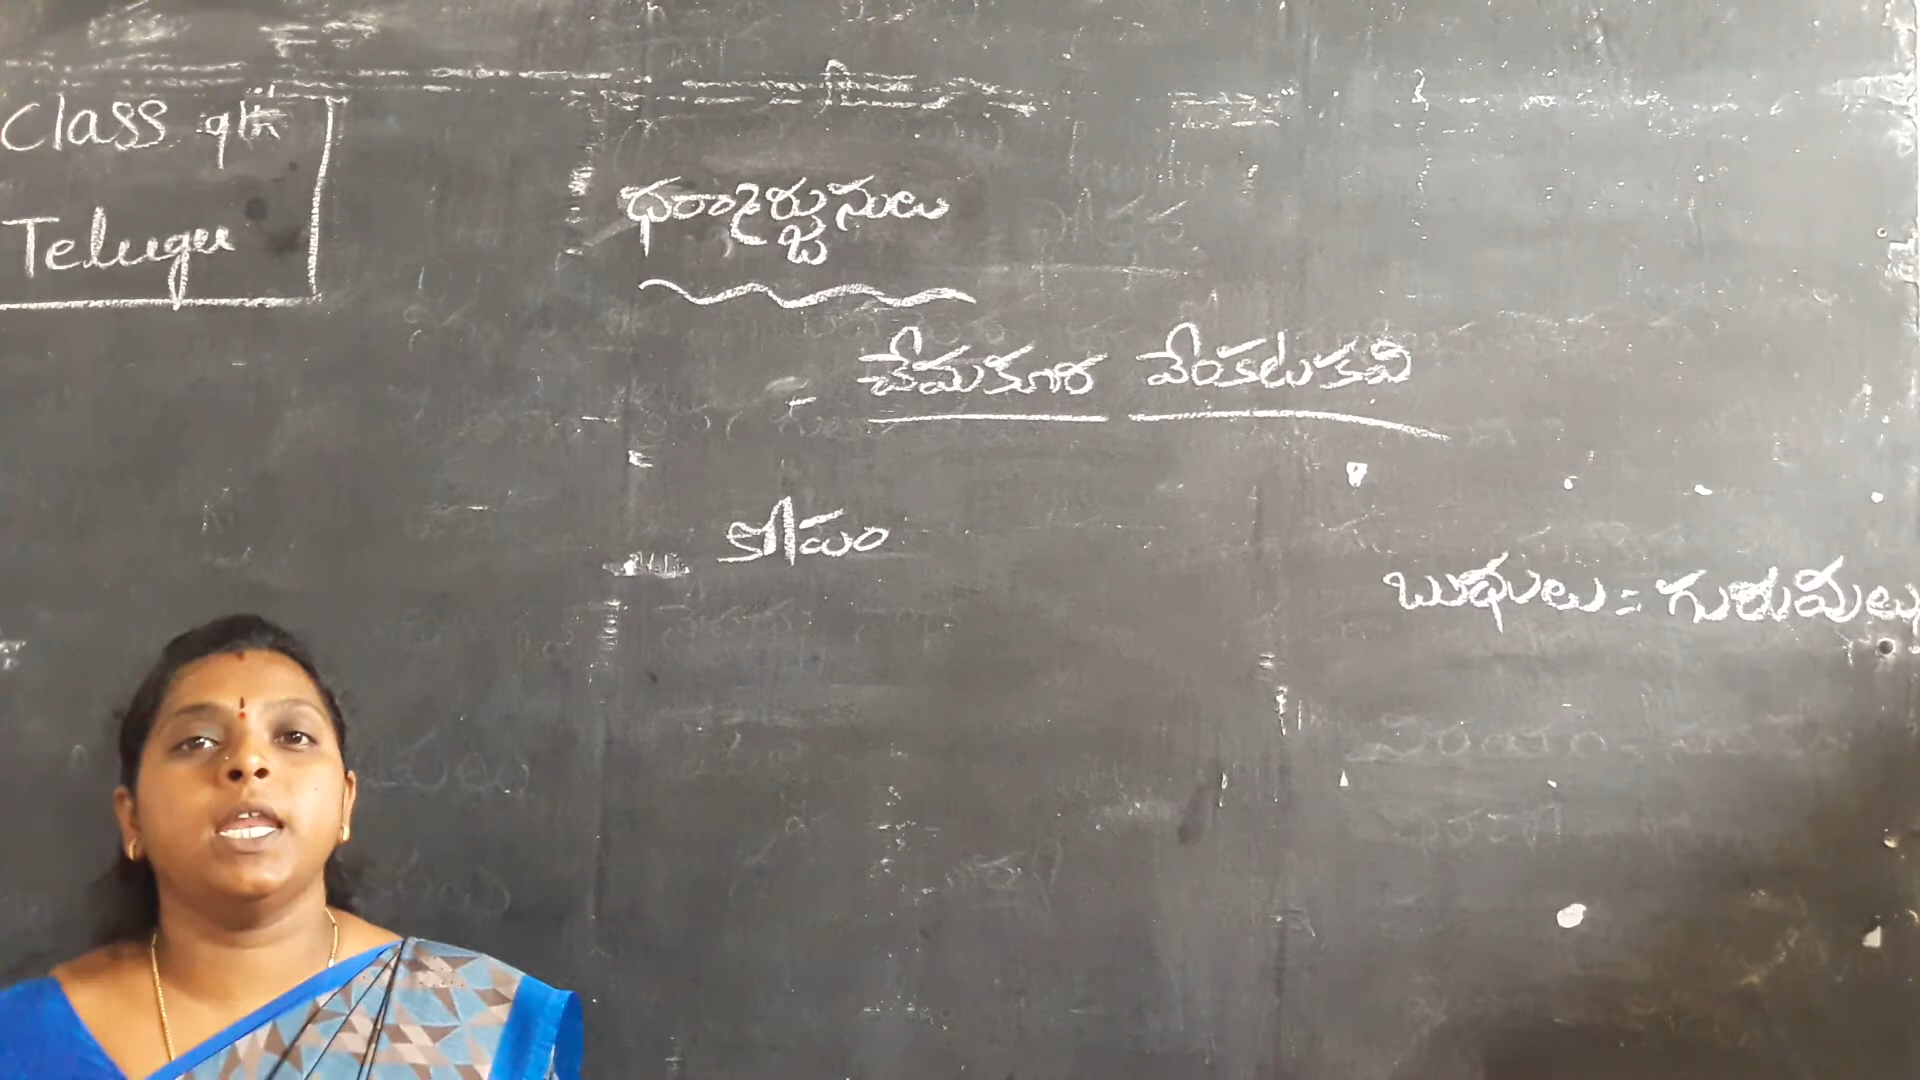 Class 9th
Telugu
ధర్మార్జునులు
- చేమకూర వేంకటకవి
కోపం
బుధులు = గురువులు